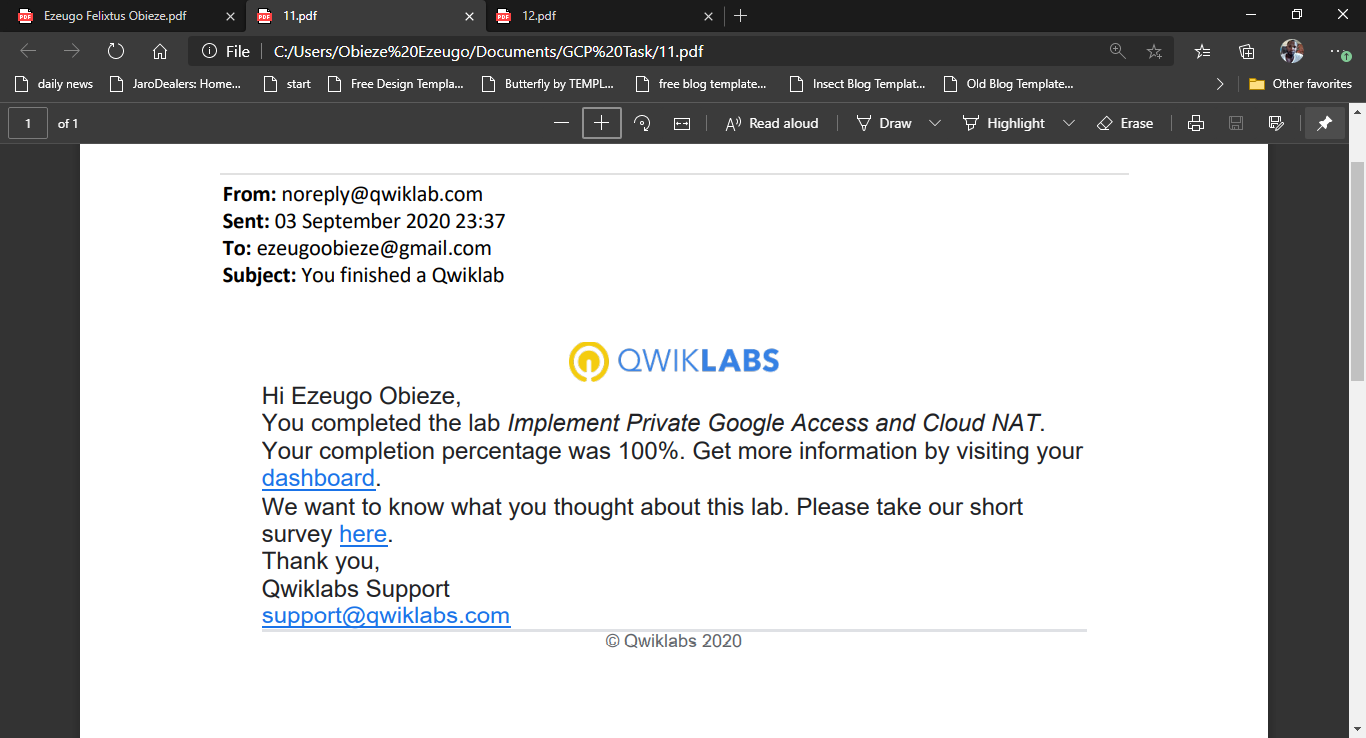 Ezeugo Felixtus Obieze.pdf
11.pdf
12.pdf
File
C:/Users/Obieze%20Ezeugo/Documents/GCP%20Task/11.pdf
daily news
JaroDealers: Home...
start
Free Design Templa...
Butterfly by TEMPL...
free blog template...
Insect Blog Templat...
Old Blog Template...
Other favorites
1 of 1
Read aloud
Draw
Highlight
Erase
From: noreply@qwiklab.com
Sent: 03 September 2020 23:37
To: ezeugoobieze@gmail.com
Subject: You finished a Qwiklab
QWIKLABS
Hi Ezeugo Obieze,
You completed the lab Implement Private Google Access and Cloud NAT.
Your completion percentage was 100%. Get more information by visiting your
dashboard.
We want to know what you thought about this lab. Please take our short
survey here.
Thank you,
Qwiklabs Support
support@qwiklabs.com
© Qwiklabs 2020